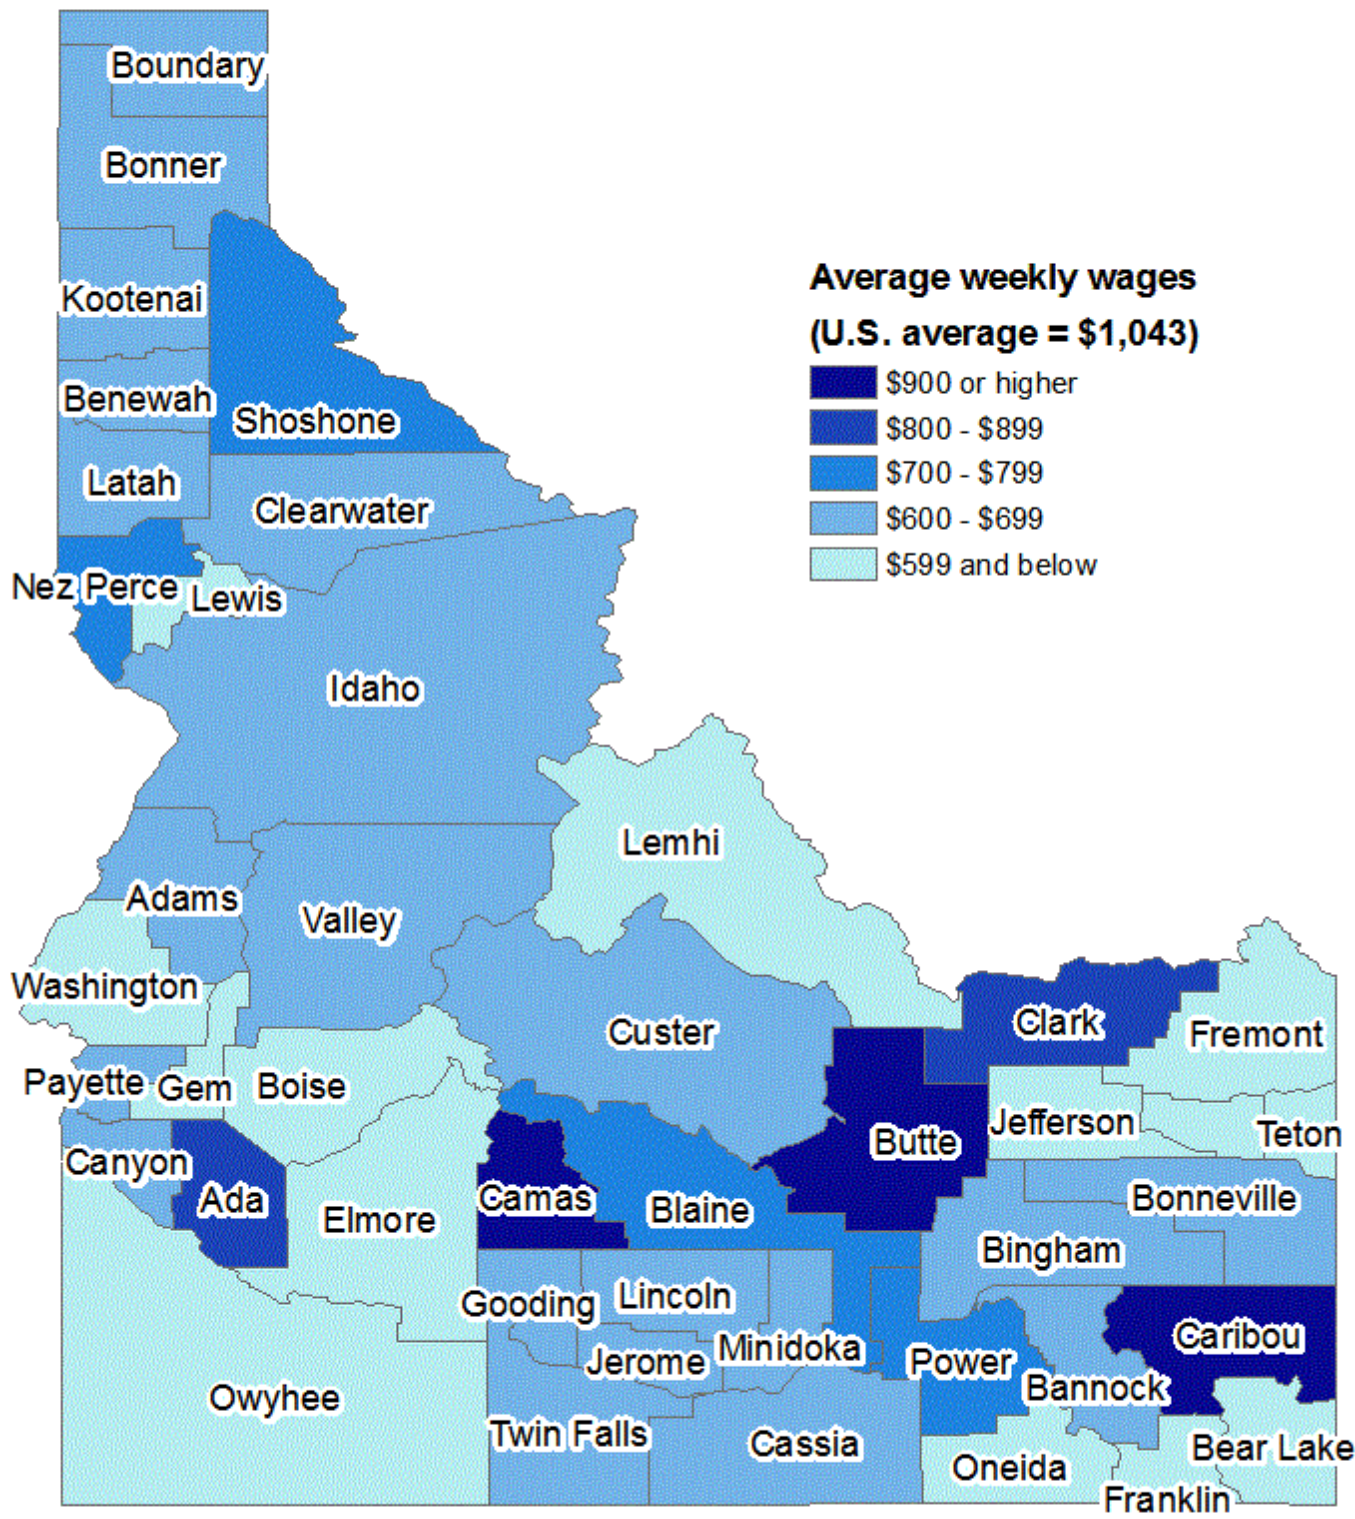 Boundary
Bonner
Kootenai
Average weekly wages
(U.S. average = $1,043)
$900 or higher
$800 - $899
$700 - $799
$600 - $699
$599 and below
Benewah
Shoshone
Latah
Clearwater
Nez Perce
Lewis
Idaho
Lemhi
Adams
Valley
Washington
Custer
Clark
Fremont
Payette
Gem
Boise
Jefferson
Teton
Butte
Canyon
Ada
Camas
Blaine
Bonneville
Elmore
Bingham
Gooding
Lincoln
Caribou
Jerome
Minidoka
Power
Bannock
Owyhee
Twin Falls
Cassia
Bear Lake
Oneida
Franklin